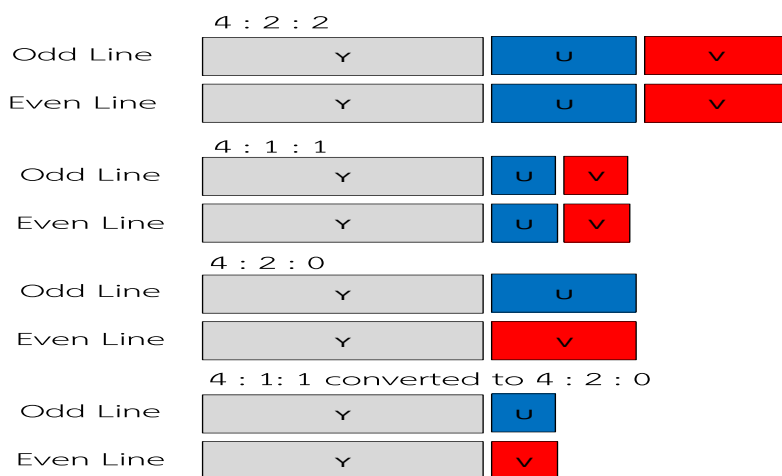 4 : 2 : 2
Odd Line Y U V
Even Line Y U V
4 : 1 : 1
Odd Line Y U V
Even Line Y U V
4 : 2 : 0
Odd Line Y U
Even Line Y V
4 : 1: 1 converted to 4 : 2 : 0
Odd Line Y U
Even Line Y V